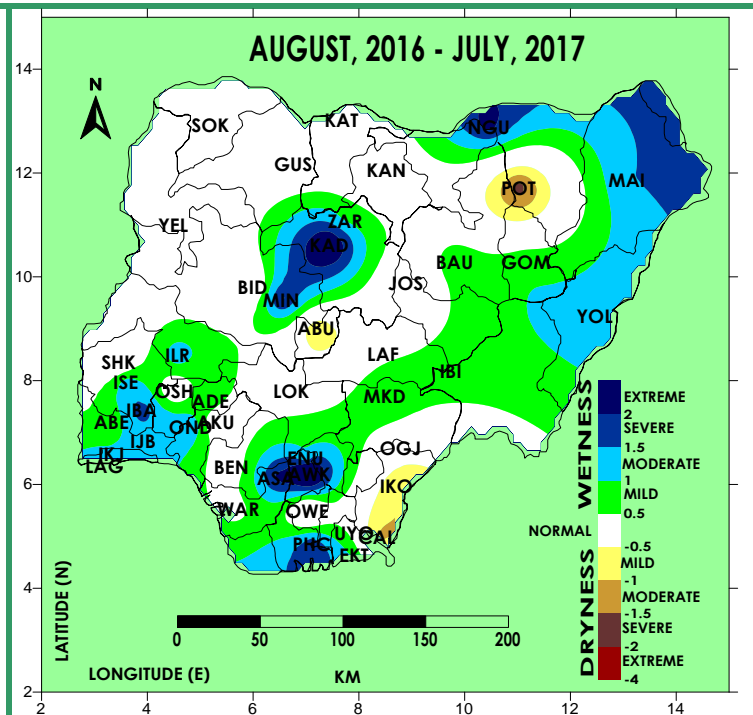 AUGUST, 2016 - JULY, 2017
14
N
NGU
KAT
SOK
GUS
KAN
12
MAI
POT
YEL
ZAR
KAD
BAU
GOM
10
BID
JOS
MIN
YOL
ABU
ILR
LAF
SHK
IBI
8
ISE
OSH
LOK
MKD
ADE
JBA
ABE
OND
AKU
IJB
OGJ
IKJ
ENU
LAG
BEN
ASA
AWK
6
IKO
WAR
OWE
UYO
CAL
PHC
EKT
4
2
WETNESS
DRYNESS
EXTREME
2
SEVERE
1.5
MODERATE
1
MILD
0.5
NORMAL
-0.5
MILD
-1
MODERATE
-1.5
SEVERE
-2
EXTREME
-4
LATITUDE (N)
0 50 100 150 200
LONGITUDE (E)
KM
2 4 6 8 10 12 14